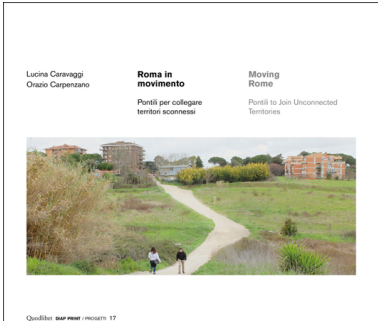 Lucina Caravaggi
Orazio Carpenzano
Roma in
movimento
Pontili per collegare
territori sconnessi
Moving
Rome
Pontili to Join Unconnected
Territories
Quodlibet DIAP PRINT / PROGETTI 17